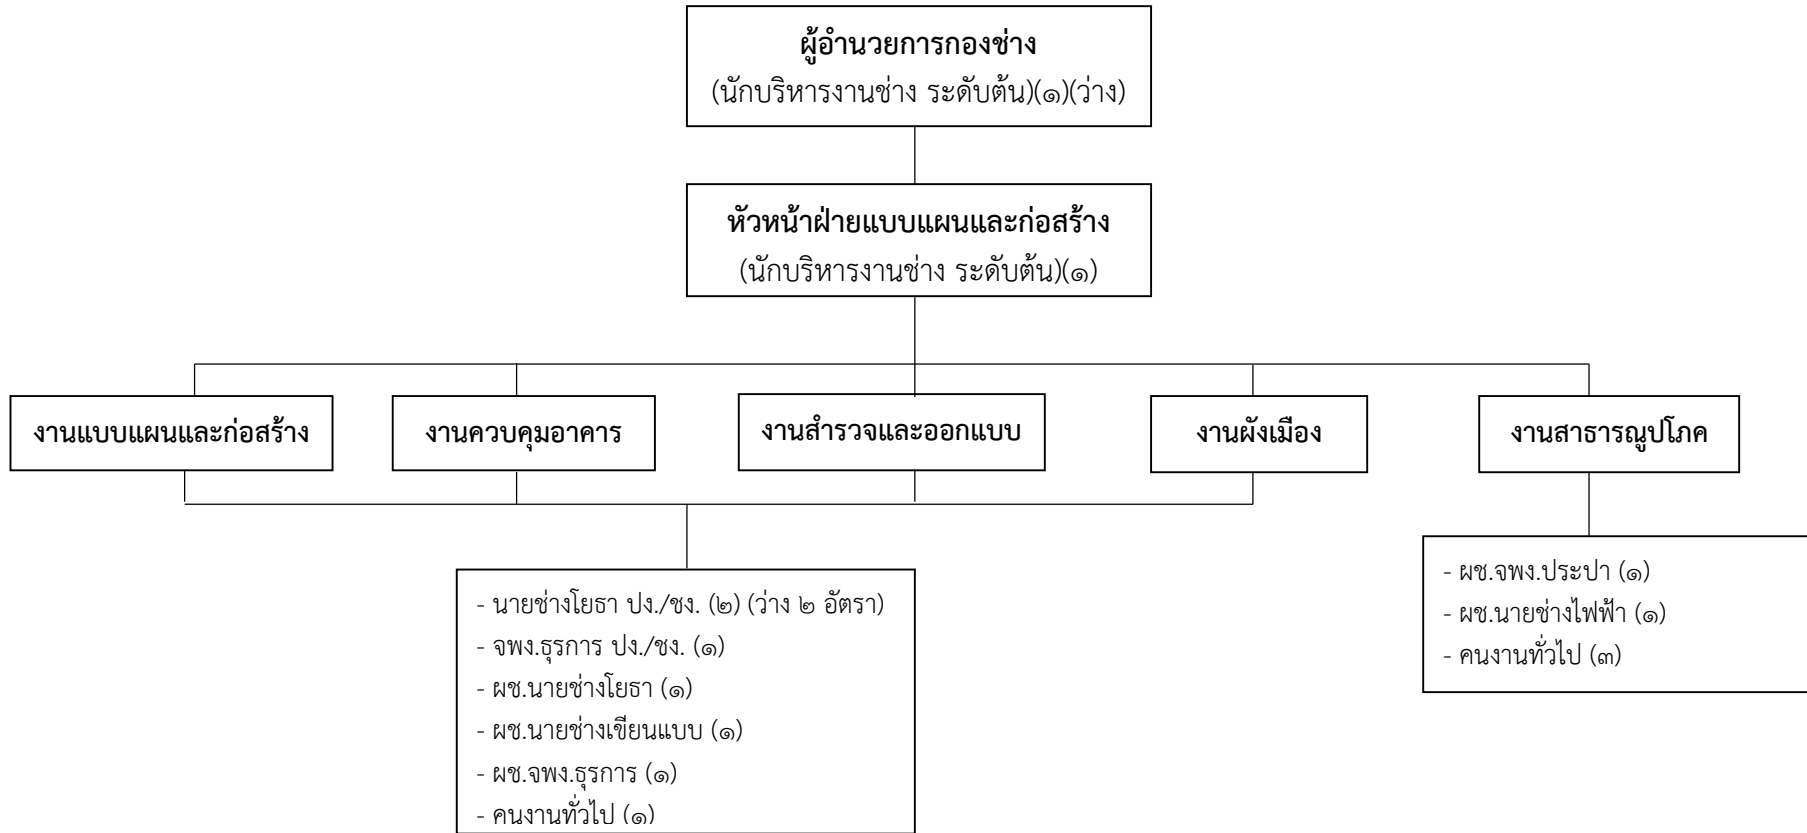 ผู้อำนวยการกองช่าง
(นักบริหารงานช่าง ระดับต้น)(๑)(ว่าง)
หัวหน้าฝ่ายแบบแผนและก่อสร้าง
(นักบริหารงานช่าง ระดับต้น)(๑)
งานแบบแผนและก่อสร้าง
งานควบคุมอาคาร
งานสำรวจและออกแบบ
งานผังเมือง
งานสาธารณูปโภค
- นายช่างโยธา ปง./ชง. (๒) (ว่าง ๒ อัตรา)
- จพง.ธุรการ ปง./ชง. (๑)
- ผช.นายช่างโยธา (๑)
- ผช.นายช่างเขียนแบบ (๑)
- ผช.จพง.ธุรการ (๑)
- คนงานทั่วไป (๑)
- ผช.จพง.ประปา (๑)
- ผช.นายช่างไฟฟ้า (๑)
- คนงานทั่วไป (๓)